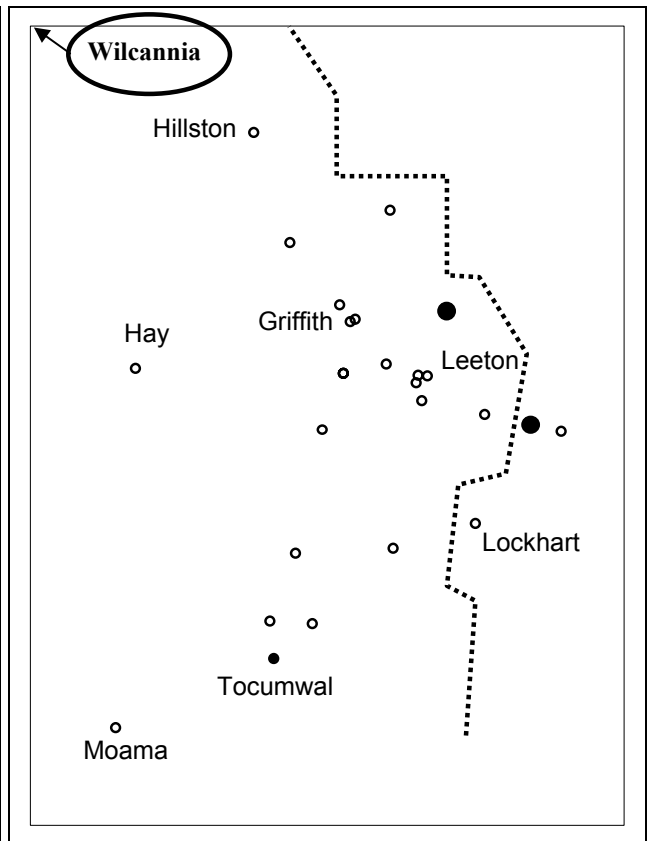 Wilcannia
Hillston
Griffith
Hay
Leeton
Lockhart
Tocumwal
Moama